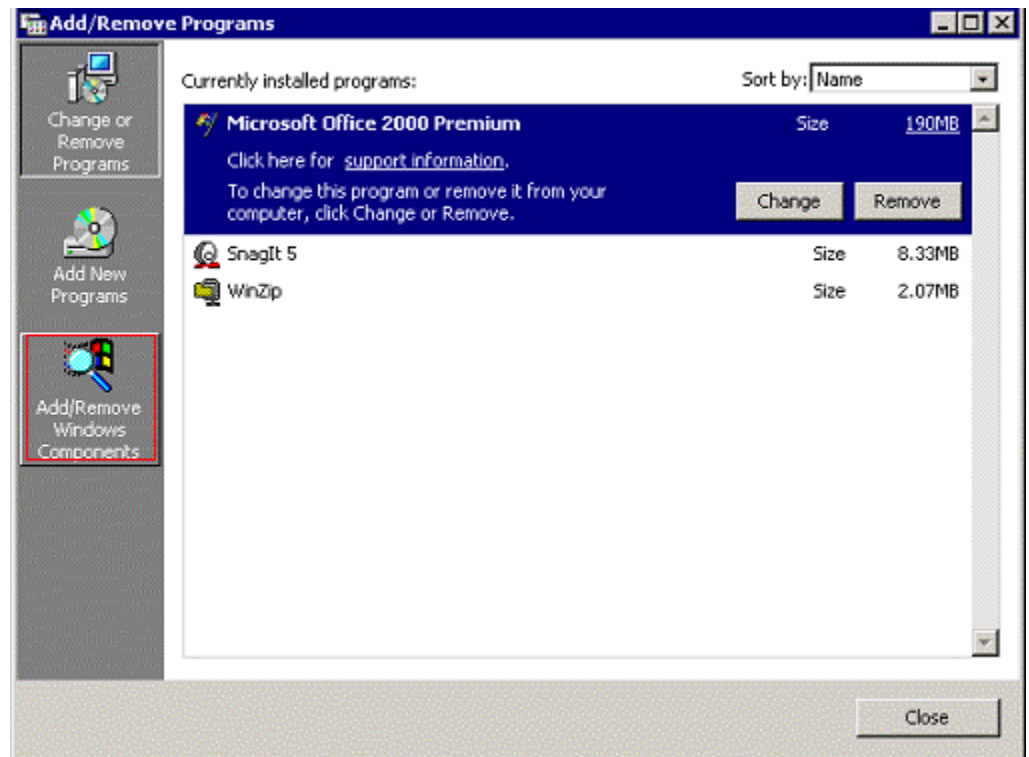 Add/Remove Programs
Change or
Remove
Programs
Add New
Programs
Add/Remove
Windows
Components
Currently installed programs:
Sort by: Name
Microsoft Office 2000 Premium Size 190MB
Click here for support information.
To change this program or remove it from your
computer, click Change or Remove.
Change Remove
SnagIt 5 Size 8.33MB
WinZip Size 2.07MB
Close